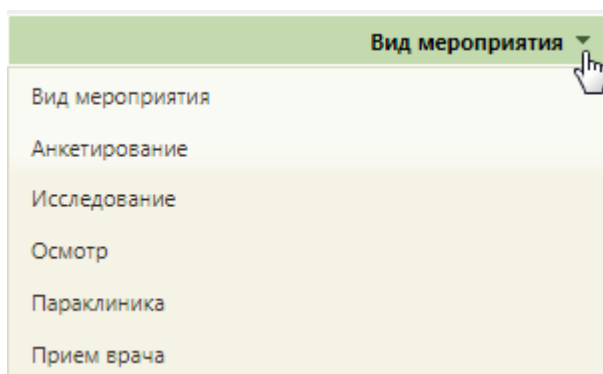 Вид мероприятия
Вид мероприятия
Анкетирование
Исследование
Осмотр
Параклиника
Прием врача